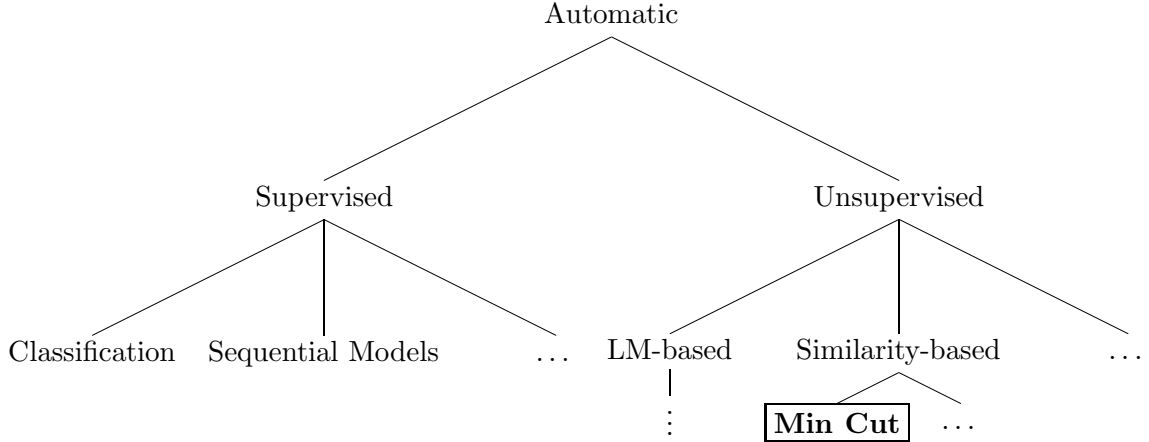 Automatic
Supervised Unsupervised
Classification Sequential Models ... LM-based Similarity-based ...
⋮ Min Cut ...